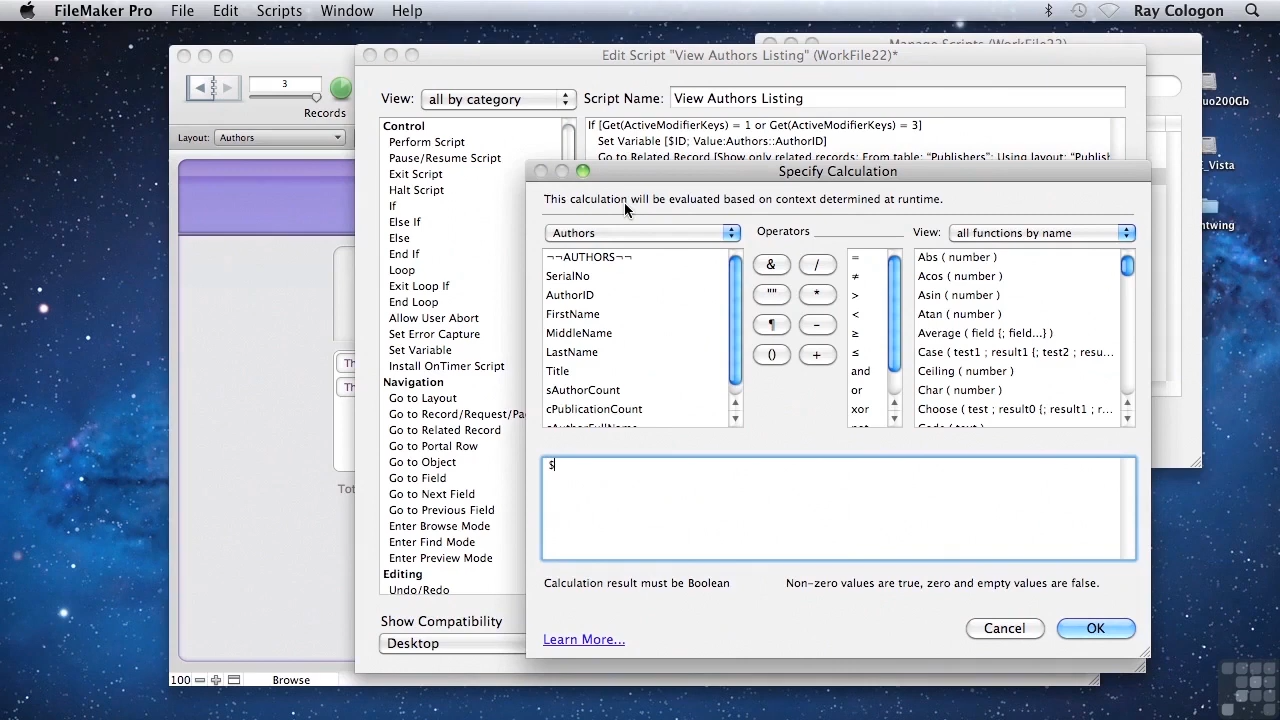 FileMaker Pro File Edit Scripts Window Help Ray Cologon
Manage Scripts (WorkFile22)
Edit Script "View Authors Listing" (WorkFile22)*
3
Records
Layout: Authors
View: all by category
Script Name: View Authors Listing
Control
Perform Script
Pause/Resume Script
Exit Script
Halt Script
If
Else If
Else
End If
Loop
Exit Loop If
End Loop
Allow User Abort
Set Error Capture
Set Variable
Install OnTimer Script
Navigation
Go to Layout
Go to Record/Request/Pa
Go to Related Record
Go to Portal Row
Go to Object
Go to Field
Go to Next Field
Go to Previous Field
Enter Browse Mode
Enter Find Mode
Enter Preview Mode
Editing
Undo/Redo
Show Compatibility
Desktop
If [Get(ActiveModifierKeys) = 1 or Get(ActiveModifierKeys) = 3]
Set Variable [$ID; Value:Authors::AuthorID]
Go to Related Record [Show only related records; From table: "Publishers"; Using layout: "Publish
Specify Calculation
This calculation will be evaluated based on context determined at runtime.
Authors
Operators
View: all functions by name
¬¬AUTHORS¬¬
SerialNo
AuthorID
FirstName
MiddleName
LastName
Title
sAuthorCount
cPublicationCount
& /
"" *
¶ –
() +
=
≠
>
<
≥
≤
and
or
xor
Abs ( number )
Acos ( number )
Asin ( number )
Atan ( number )
Average ( field {; field...} )
Case ( test1 ; result1 {; test2 ; resu...
Ceiling ( number )
Char ( number )
Choose ( test ; result0 {; result1 ; r...
$
Calculation result must be Boolean
Non-zero values are true, zero and empty values are false.
Learn More...
Cancel
OK
Th
Th
Tot
100
Browse
uo200Gb
_Vista
ntwing